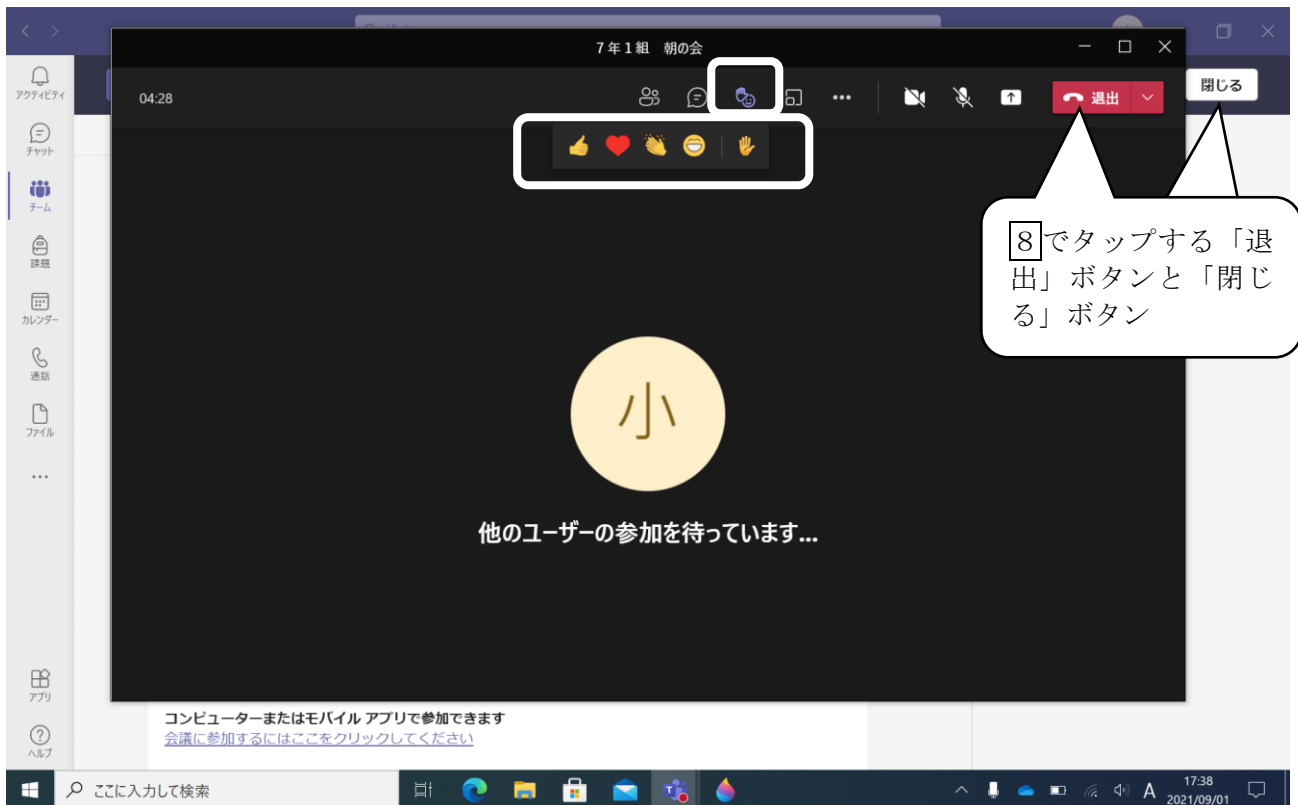 7年1組　朝の会
アクティビティ
04:28
退出
閉じる
チャット
チーム
8でタップする「退
出」ボタンと「閉じ
る」ボタン
課題
カレンダー
通話
小
ファイル
他のユーザーの参加を待っています...
アプリ
コンピューターまたはモバイル アプリで参加できます
会議に参加するにはここをクリックしてください
ヘルプ
ここに入力して検索
A
17:38
2021/09/01